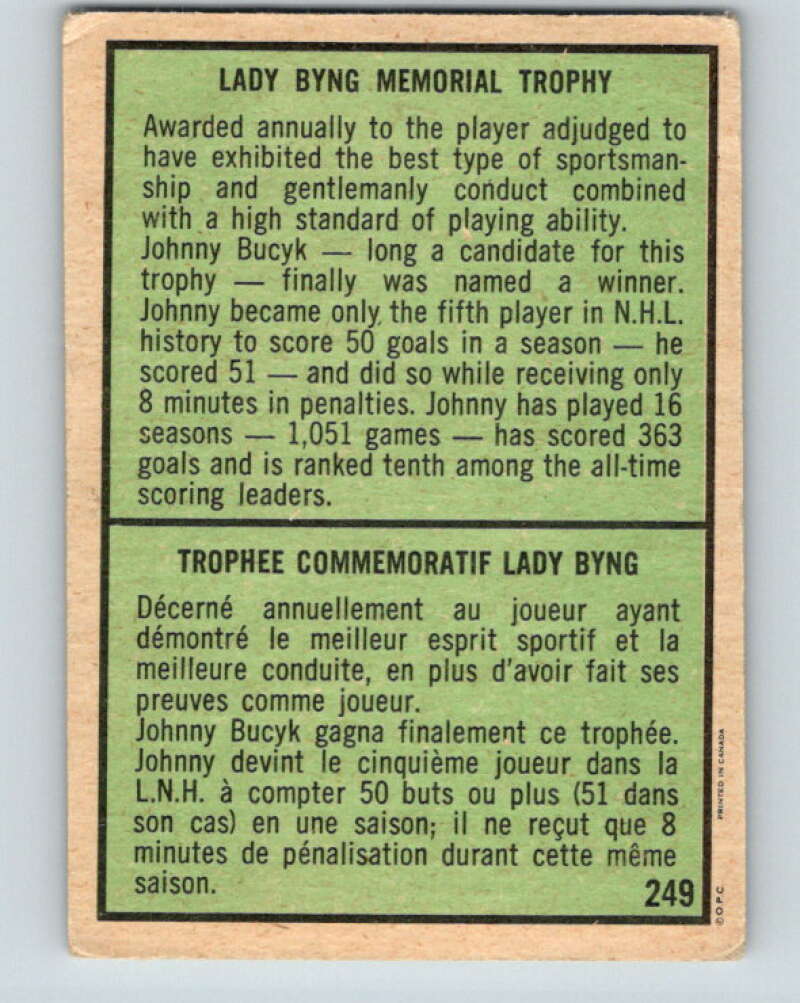 LADY BYNG MEMORIAL TROPHY
Awarded annually to the player adjudged to
have exhibited the best type of sportsman-
ship and gentlemanly conduct combined
with a high standard of playing ability.
Johnny Bucyk — long a candidate for this
trophy — finally was named a winner.
Johnny became only the fifth player in N.H.L.
history to score 50 goals in a season — he
scored 51 — and did so while receiving only
8 minutes in penalties. Johnny has played 16
seasons — 1,051 games — has scored 363
goals and is ranked tenth among the all-time
scoring leaders.
TROPHEE COMMEMORATIF LADY BYNG
Décerné annuellement au joueur ayant
démontré le meilleur esprit sportif et la
meilleure conduite, en plus d'avoir fait ses
preuves comme joueur.
Johnny Bucyk gagna finalement ce trophée.
Johnny devint le cinquième joueur dans la
L.N.H. à compter 50 buts ou plus (51 dans
son cas) en une saison; il ne reçut que 8
minutes de pénalisation durant cette même
saison.
249
©O.P.C. PRINTED IN CANADA